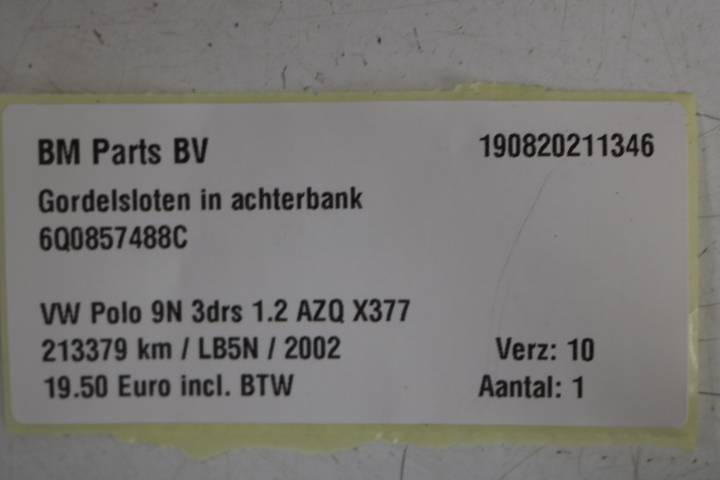 BM Parts BV 190820211346
Gordelsloten in achterbank
6Q0857488C
VW Polo 9N 3drs 1.2 AZQ X377
213379 km / LB5N / 2002 Verz: 10
19.50 Euro incl. BTW Aantal: 1